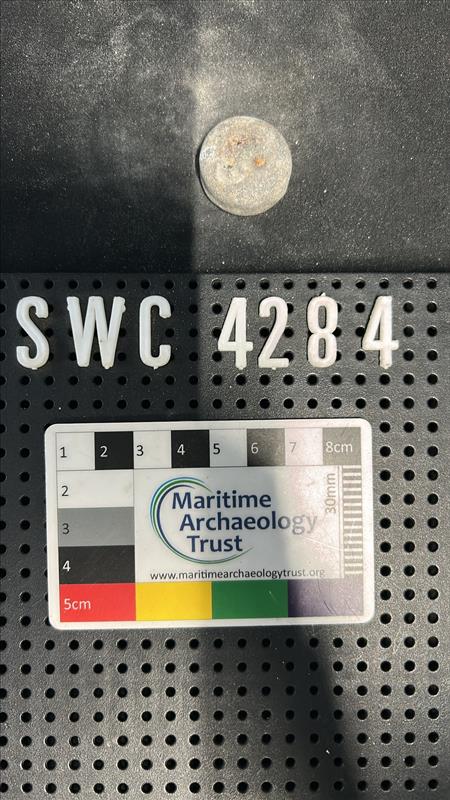 SWC 4284
1 2 3 4 5 6 7 8cm
2
3
4
5cm
30mm
Maritime
Archaeology
Trust
www.maritimearchaeologytrust.org